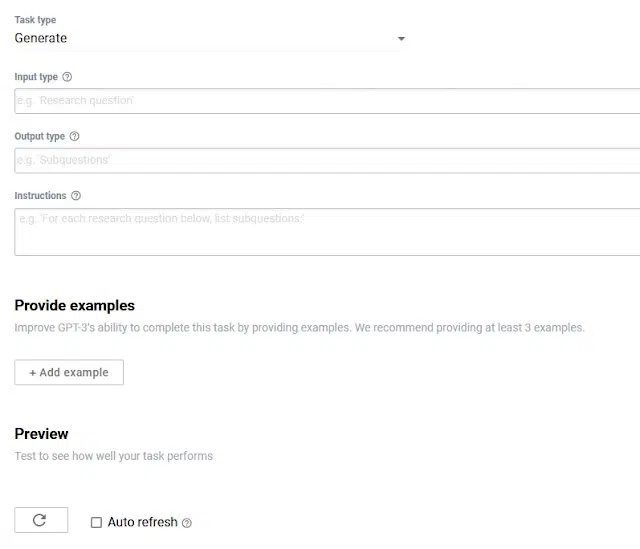 Task type
Generate
Input type
e.g. 'Research question'
Output type
e.g. 'Subquestions'
Instructions
e.g. 'For each research question below, list subquestions:'
Provide examples
Improve GPT-3's ability to complete this task by providing examples. We recommend providing at least 3 examples.
+ Add example
Preview
Test to see how well your task performs
Auto refresh